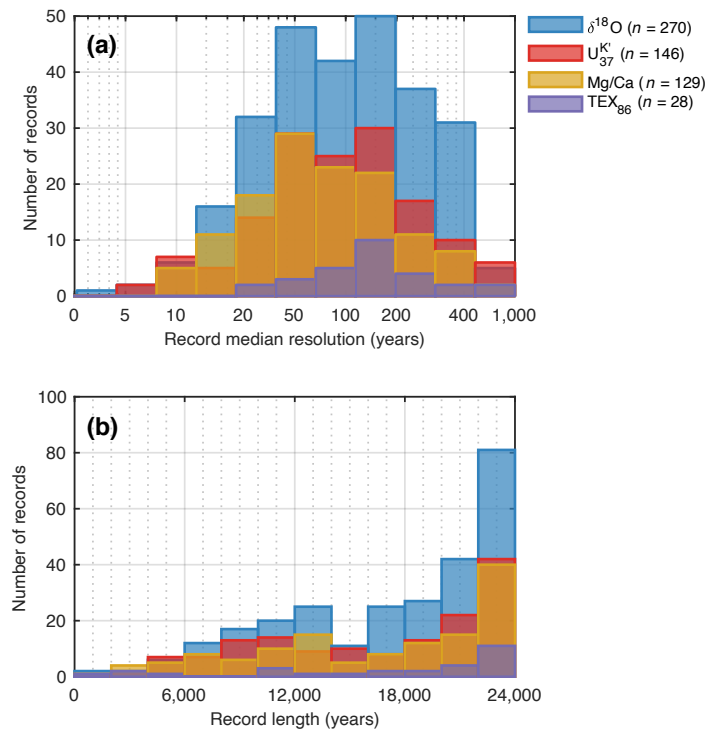 (a)
Number of records
50
40
30
20
10
0
0 5 10 20 50 100 200 400 1,000
Record median resolution (years)
δ¹⁸O (n = 270)
U₃₇ᴷ' (n = 146)
Mg/Ca (n = 129)
TEX₈₆ (n = 28)
(b)
Number of records
100
80
60
40
20
0
0 6,000 12,000 18,000 24,000
Record length (years)